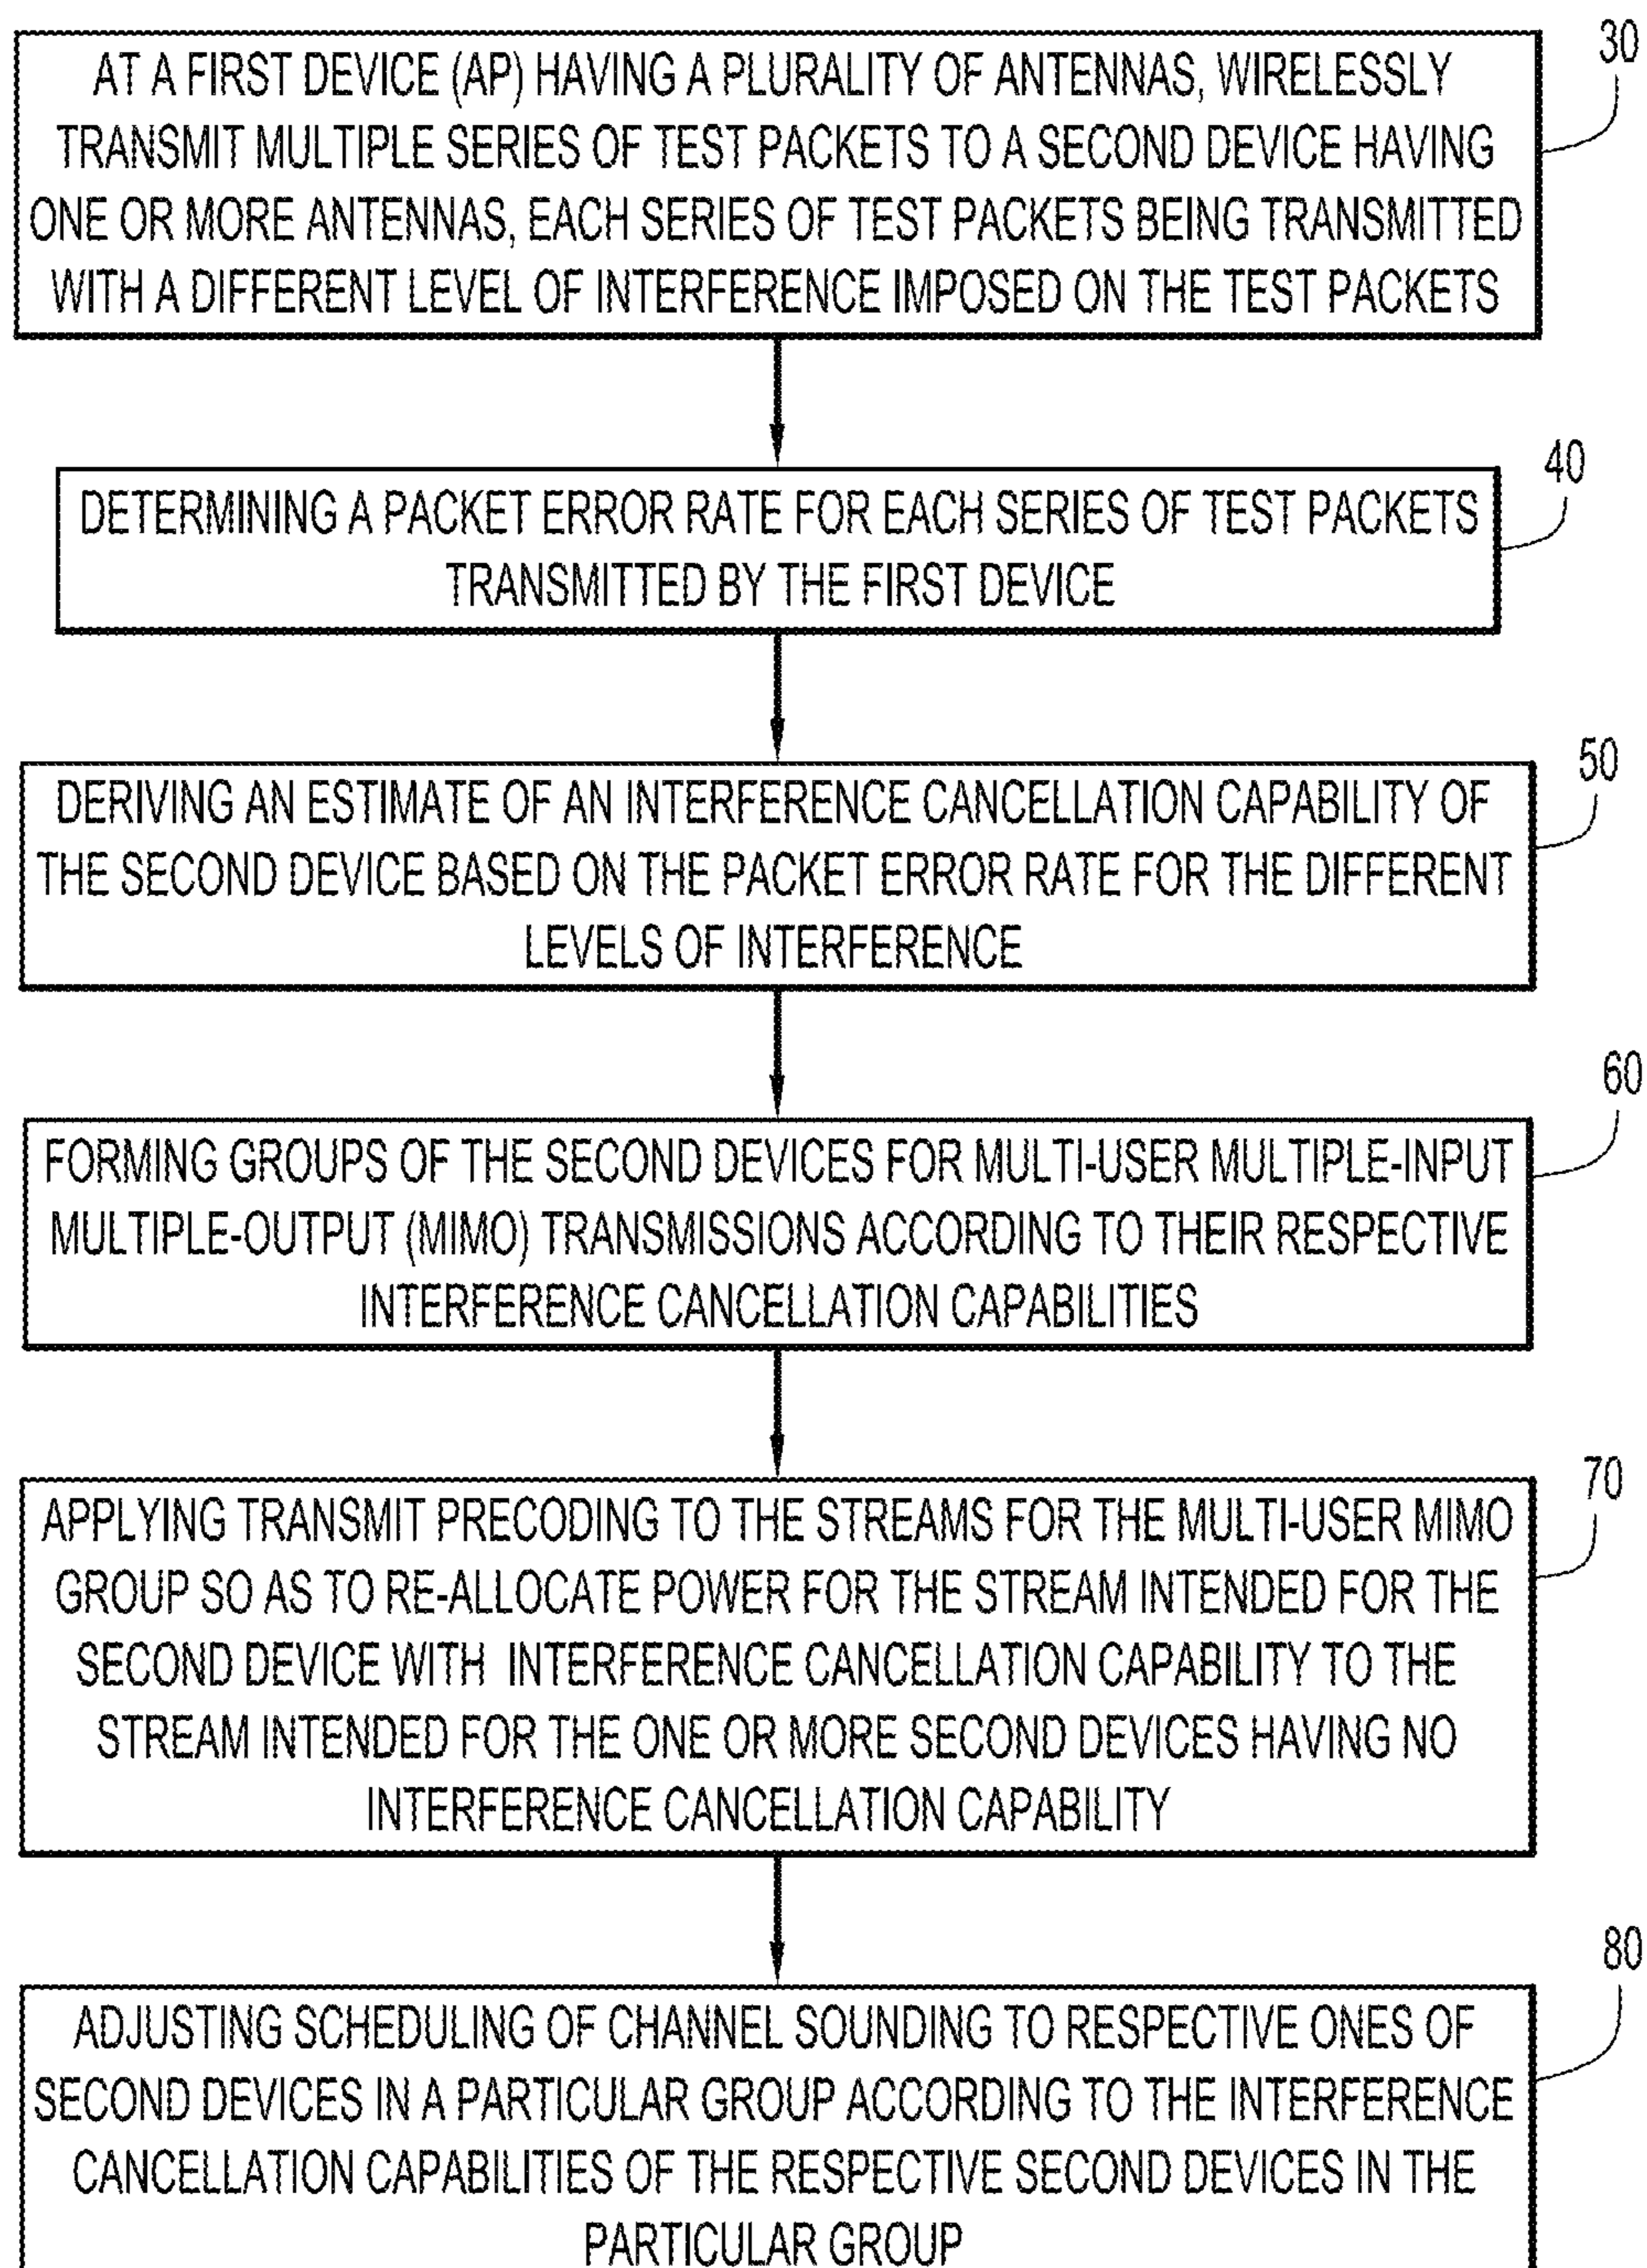 AT A FIRST DEVICE (AP) HAVING A PLURALITY OF ANTENNAS, WIRELESSLY
TRANSMIT MULTIPLE SERIES OF TEST PACKETS TO A SECOND DEVICE HAVING
ONE OR MORE ANTENNAS, EACH SERIES OF TEST PACKETS BEING TRANSMITTED
WITH A DIFFERENT LEVEL OF INTERFERENCE IMPOSED ON THE TEST PACKETS
30
DETERMINING A PACKET ERROR RATE FOR EACH SERIES OF TEST PACKETS
TRANSMITTED BY THE FIRST DEVICE
40
DERIVING AN ESTIMATE OF AN INTERFERENCE CANCELLATION CAPABILITY OF
THE SECOND DEVICE BASED ON THE PACKET ERROR RATE FOR THE DIFFERENT
LEVELS OF INTERFERENCE
50
FORMING GROUPS OF THE SECOND DEVICES FOR MULTI-USER MULTIPLE-INPUT
MULTIPLE-OUTPUT (MIMO) TRANSMISSIONS ACCORDING TO THEIR RESPECTIVE
INTERFERENCE CANCELLATION CAPABILITIES
60
APPLYING TRANSMIT PRECODING TO THE STREAMS FOR THE MULTI-USER MIMO
GROUP SO AS TO RE-ALLOCATE POWER FOR THE STREAM INTENDED FOR THE
SECOND DEVICE WITH INTERFERENCE CANCELLATION CAPABILITY TO THE
STREAM INTENDED FOR THE ONE OR MORE SECOND DEVICES HAVING NO
INTERFERENCE CANCELLATION CAPABILITY
70
ADJUSTING SCHEDULING OF CHANNEL SOUNDING TO RESPECTIVE ONES OF
SECOND DEVICES IN A PARTICULAR GROUP ACCORDING TO THE INTERFERENCE
CANCELLATION CAPABILITIES OF THE RESPECTIVE SECOND DEVICES IN THE
PARTICULAR GROUP
80